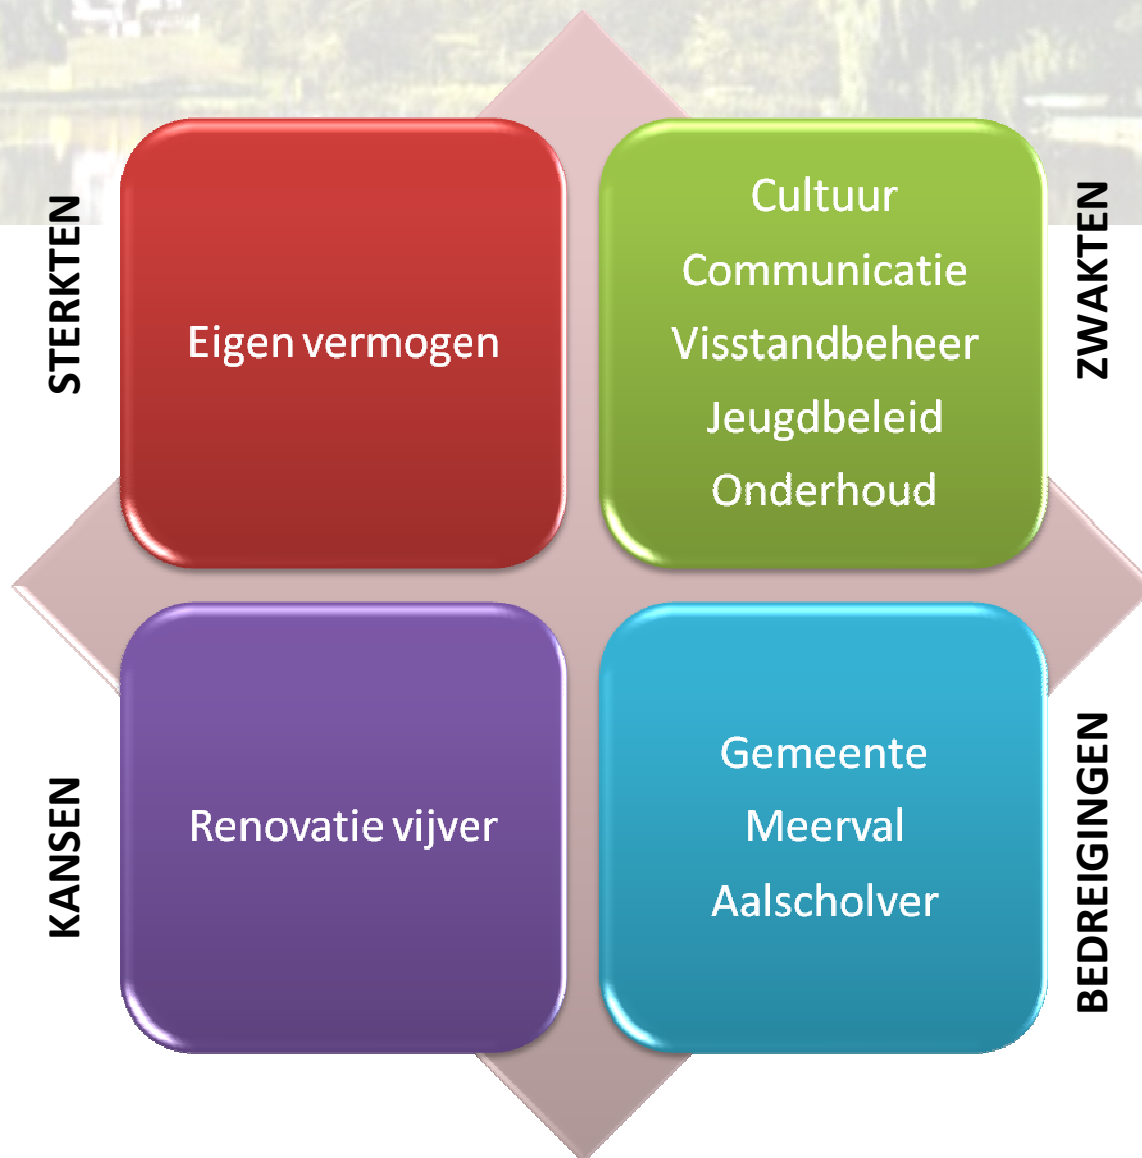 STERKTEN
Eigen vermogen
ZWAKTEN
Cultuur
Communicatie
Visstandbeheer
Jeugdbeleid
Onderhoud
KANSEN
Renovatie vijver
BEDREIGINGEN
Gemeente
Meerval
Aalscholver